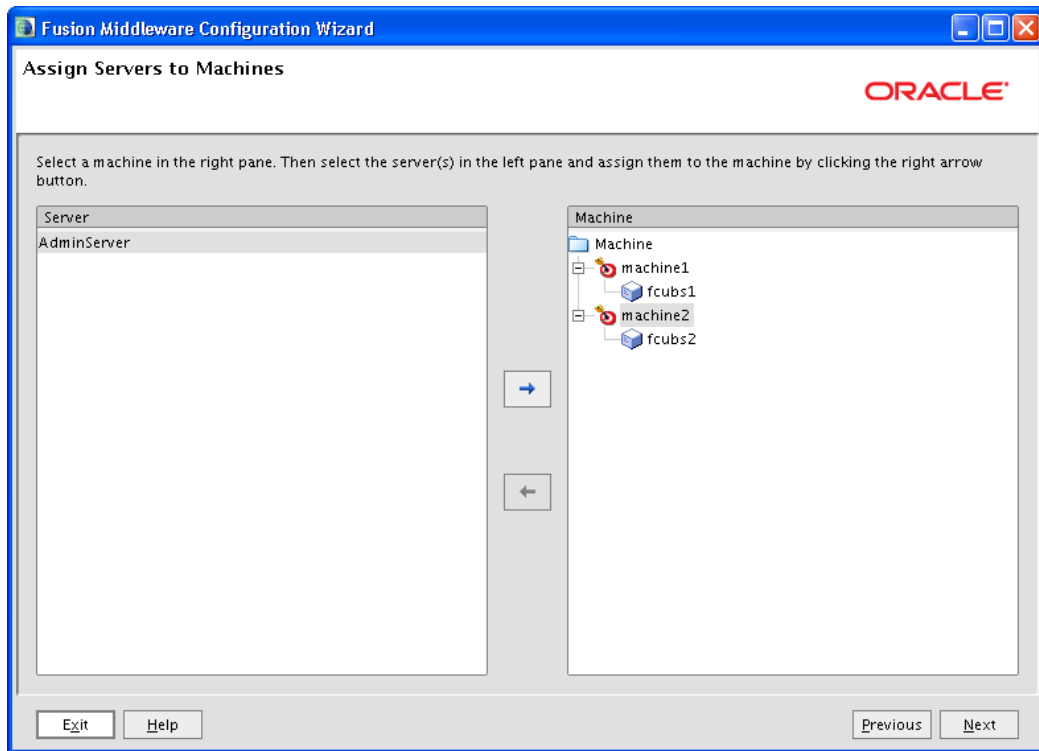 Fusion Middleware Configuration Wizard
Assign Servers to Machines
ORACLE
Select a machine in the right pane. Then select the server(s) in the left pane and assign them to the machine by clicking the right arrow
button.
Server
AdminServer
Machine
Machine
machine1
fcubs1
machine2
fcubs2
Exit
Help
Previous
Next